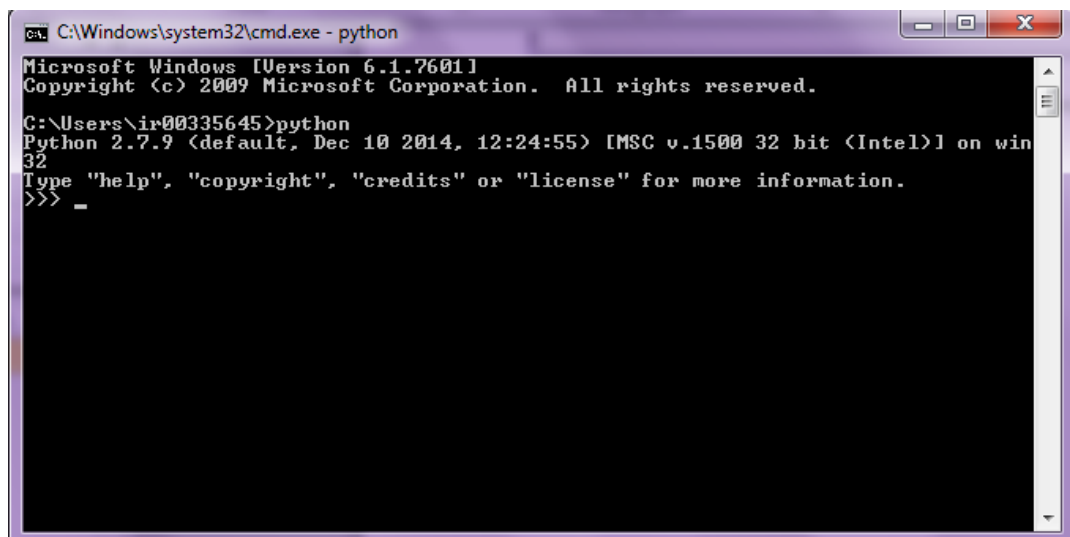 C:\Windows\system32\cmd.exe - python
Microsoft Windows [Version 6.1.7601]
Copyright (c) 2009 Microsoft Corporation.  All rights reserved.
C:\Users\ir00335645>python
Python 2.7.9 (default, Dec 10 2014, 12:24:55) [MSC v.1500 32 bit (Intel)] on win
32
Type "help", "copyright", "credits" or "license" for more information.
>>> _